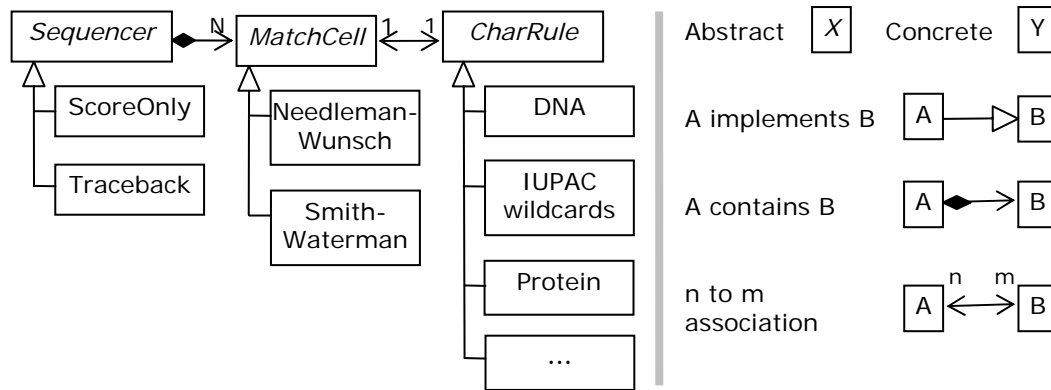 Sequencer N MatchCell 1 1 CharRule
ScoreOnly
Traceback
Needleman-
Wunsch
Smith-
Waterman
DNA
IUPAC
wildcards
Protein
...
Abstract X Concrete Y
A implements B A B
A contains B A B
n to m
association
n m
A B